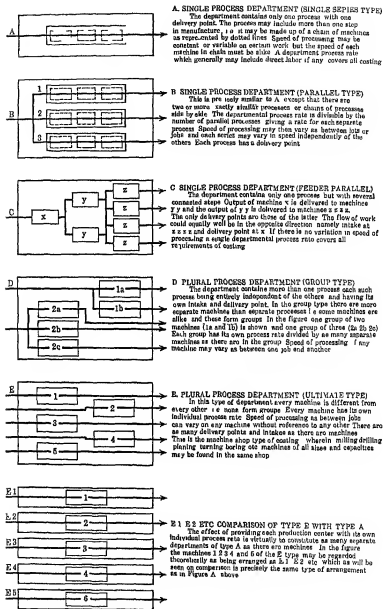 A. SINGLE PROCESS DEPARTMENT (SINGLE SERIES TYPE)
The department contains only one process with one
delivery point. The process may include more than one step
in manufacture, i e it may be made up of a chain of machines
as represented by dotted lines Speed of processing may be
constant or variable on certain work but the speed of each
machine in chain must be alike A department process rate
which generally may include direct labor if any covers all costing
A
B SINGLE PROCESS DEPARTMENT (PARALLEL TYPE)
This is precisely similar to A except that there are
two or more exactly similar processes or chains of processes
side by side The departmental process rate is divisible by the
number of parallel processes giving a rate for each separate
process Speed of processing may then vary as between lots or
jobs and each series may vary in speed independently of the
others Each process has a delivery point
B
1
2
3
C SINGLE PROCESS DEPARTMENT (FEEDER PARALLEL)
The department contains only one process but with several
connected steps Output of machine x is delivered to machines
y y and the output of y y is delivered to machines z z z z.
The only delivery points are those of the latter The flow of work
could equally well be in the opposite direction namely intake at
z z z z and delivery point at x If there is no variation in speed of
processing a single departmental process rate covers all
requirements of costing
C
x
y
y
z
z
z
z
D PLURAL PROCESS DEPARTMENT (GROUP TYPE)
The department contains more than one process each such
process being entirely independent of the others and having its
own intake and delivery point. In the group type there are more
separate machines than separate processes i e some machines are
alike and these form groups In the figure one group of two
machines (1a and 1b) is shown and one group of three (2a 2b 2c)
Each group has its own process rate divided by as many separate
machines as there are in the group Speed of processing if any
machine may vary as between one job and another
D
1a
1b
2a
2b
2c
E. PLURAL PROCESS DEPARTMENT (ULTIMATE TYPE)
In this type of department every machine is different from
every other i e none form groups Every machine has its own
individual process rate Speed of processing as between jobs
can vary on any machine without reference to any other There are
as many delivery points and intakes as there are machines
This is the machine shop type of costing wherein milling drilling
planing turning boring etc machines of all sizes and capacities
may be found in the same shop
E
1
2
3
4
5
E1 E2 ETC COMPARISON OF TYPE E WITH TYPE A
The effect of providing each production center with its own
individual process rate is virtually to constitute as many separate
departments of type A as there are machines In the figure
the machines 1 2 3 4 and 5 of the E type may be regarded
theoretically as being arranged as E1 E2 etc which as will be
seen on comparison is precisely the same type of arrangement
as in Figure A above
E1
1
E2
2
E3
3
E4
4
E5